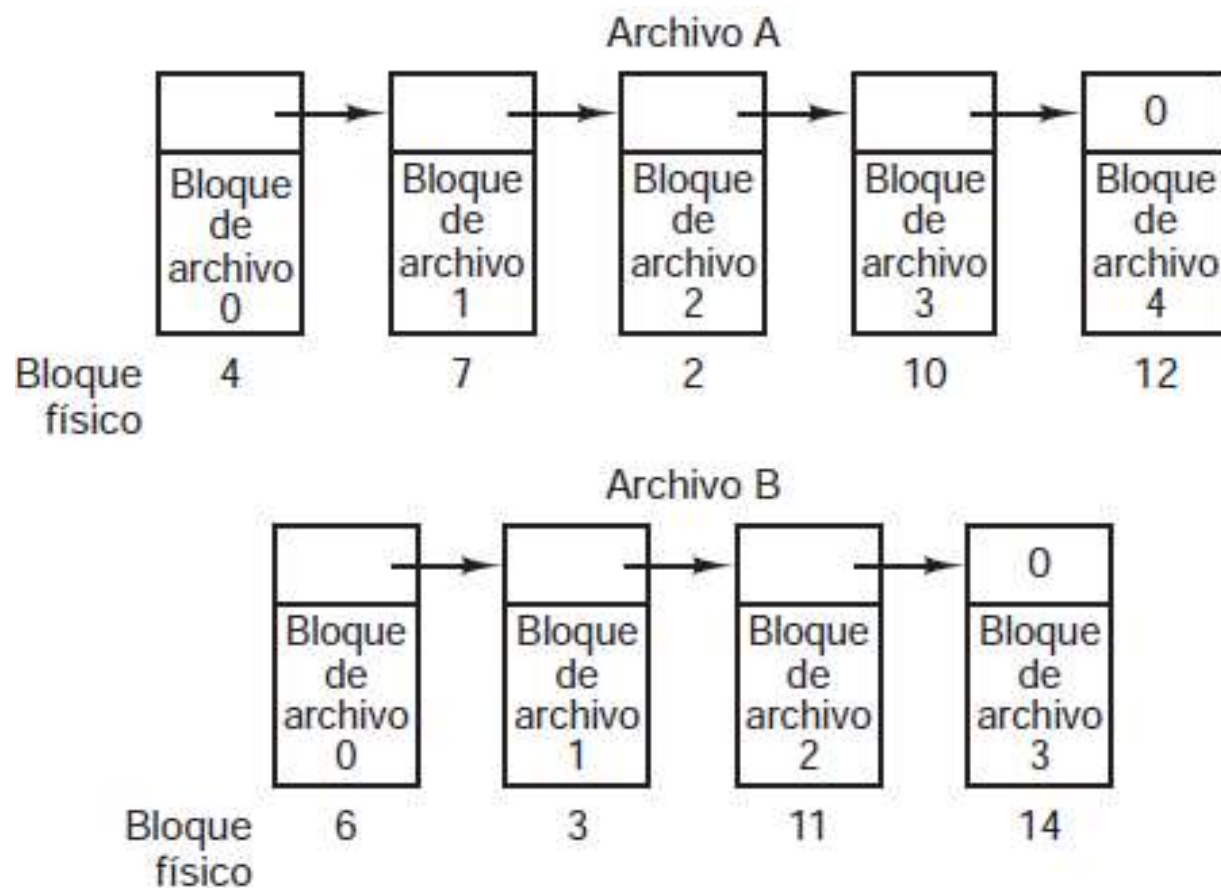 Archivo A
0
Bloque de archivo 0
Bloque de archivo 1
Bloque de archivo 2
Bloque de archivo 3
Bloque de archivo 4
Bloque físico
4 7 2 10 12
Archivo B
0
Bloque de archivo 0
Bloque de archivo 1
Bloque de archivo 2
Bloque de archivo 3
Bloque físico
6 3 11 14